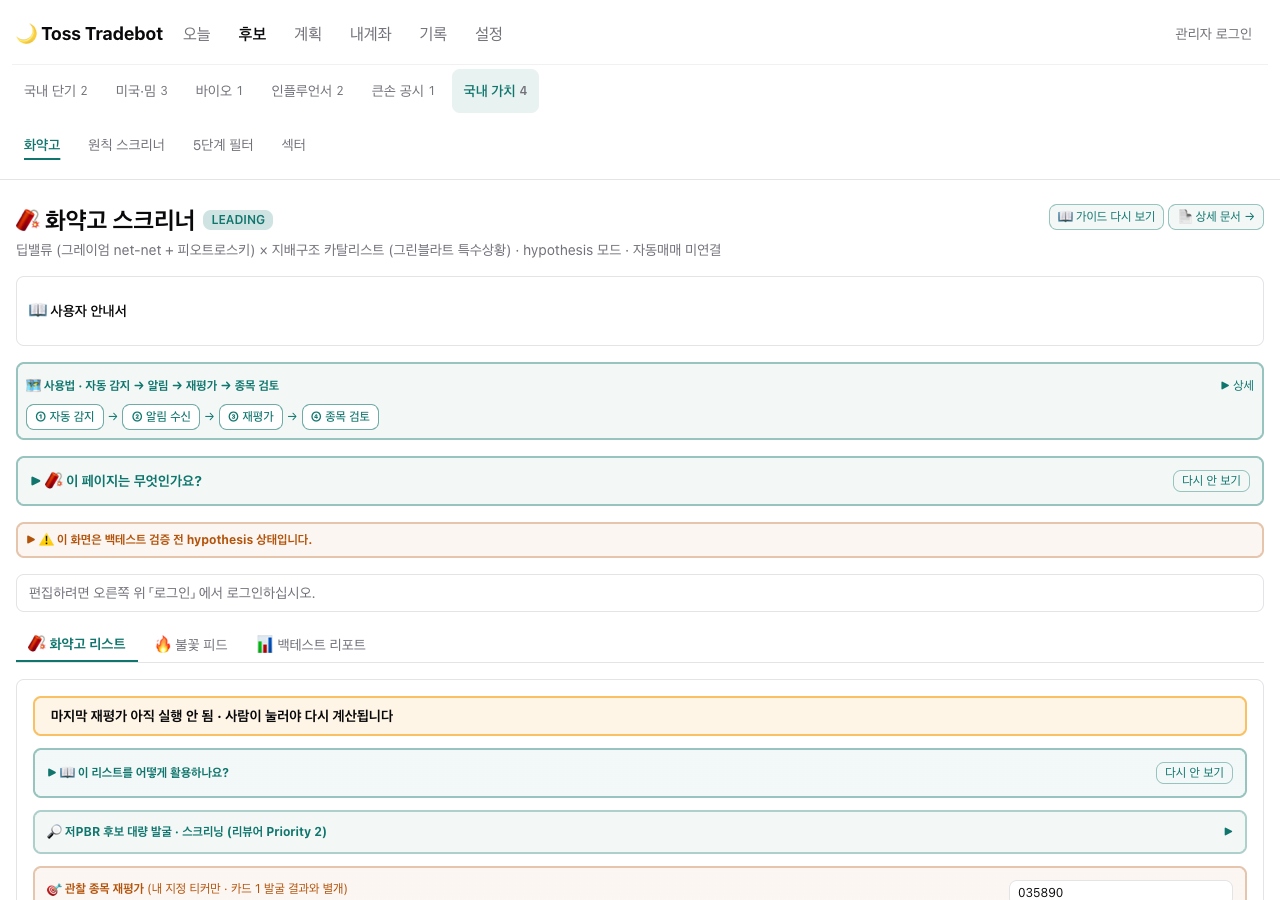 🌙 Toss Tradebot 오늘 후보 계획 내계좌 기록 설정 관리자 로그인
국내 단기 2 미국·밈 3 바이오 1 인플루언서 2 큰손 공시 1 국내 가치 4
화약고 원칙 스크리너 5단계 필터 섹터
🧨 화약고 스크리너 LEADING 📖 가이드 다시 보기 📄 상세 문서 →
딥밸류 (그레이엄 net-net + 피오트로스키) × 지배구조 카탈리스트 (그린블라트 특수상황) · hypothesis 모드 · 자동매매 미연결
📖 사용자 안내서
🗺️ 사용법 · 자동 감지 → 알림 → 재평가 → 종목 검토 ▶ 상세
① 자동 감지 → ② 알림 수신 → ③ 재평가 → ④ 종목 검토
▶ 🧨 이 페이지는 무엇인가요? 다시 안 보기
▶ ⚠️ 이 화면은 백테스트 검증 전 hypothesis 상태입니다.
편집하려면 오른쪽 위 「로그인」 에서 로그인하십시오.
🧨 화약고 리스트 🔥 불꽃 피드 📊 백테스트 리포트
마지막 재평가 아직 실행 안 됨 · 사람이 눌러야 다시 계산됩니다
▶ 📖 이 리스트를 어떻게 활용하나요? 다시 안 보기
🔎 저PBR 후보 대량 발굴 · 스크리닝 (리뷰어 Priority 2) ▶
🎯 관찰 종목 재평가 (내 지정 티커만 · 카드 1 발굴 결과와 별개) 035890